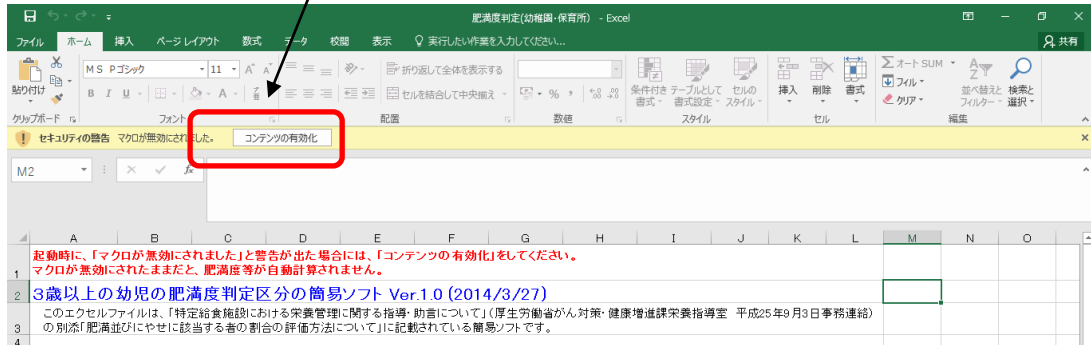 肥満度判定(幼稚園・保育所) - Excel
ファイル ホーム 挿入 ページ レイアウト 数式 データ 校閲 表示 実行したい作業を入力してください... 共有
貼り付け MS Pゴシック 11 A A 折り返して全体を表示する 条件付き書式 テーブルとして書式設定 セルのスタイル 挿入 削除 書式 オート SUM フィル クリア 並べ替えと フィルター 検索と 選択
B I U A セルを結合して中央揃え % ,
クリップボード フォント 配置 数値 スタイル セル 編集
セキュリティの警告 マクロが無効にされました。 コンテンツの有効化
M2 fx
A B C D E F G H I J K L M N O
1 起動時に、「マクロが無効にされました」と警告が出た場合には、「コンテンツの有効化」をしてください。
マクロが無効にされたままだと、肥満度等が自動計算されません。
2 3歳以上の幼児の肥満度判定区分の簡易ソフト Ver.1.0 (2014/3/27)
3 このエクセルファイルは、「特定給食施設における栄養管理に関する指導・助言について」(厚生労働省がん対策・健康増進課栄養指導室 平成25年9月3日事務連絡)
の別添「肥満並びにやせに該当する者の割合の評価方法について」に記載されている簡易ソフトです。
4